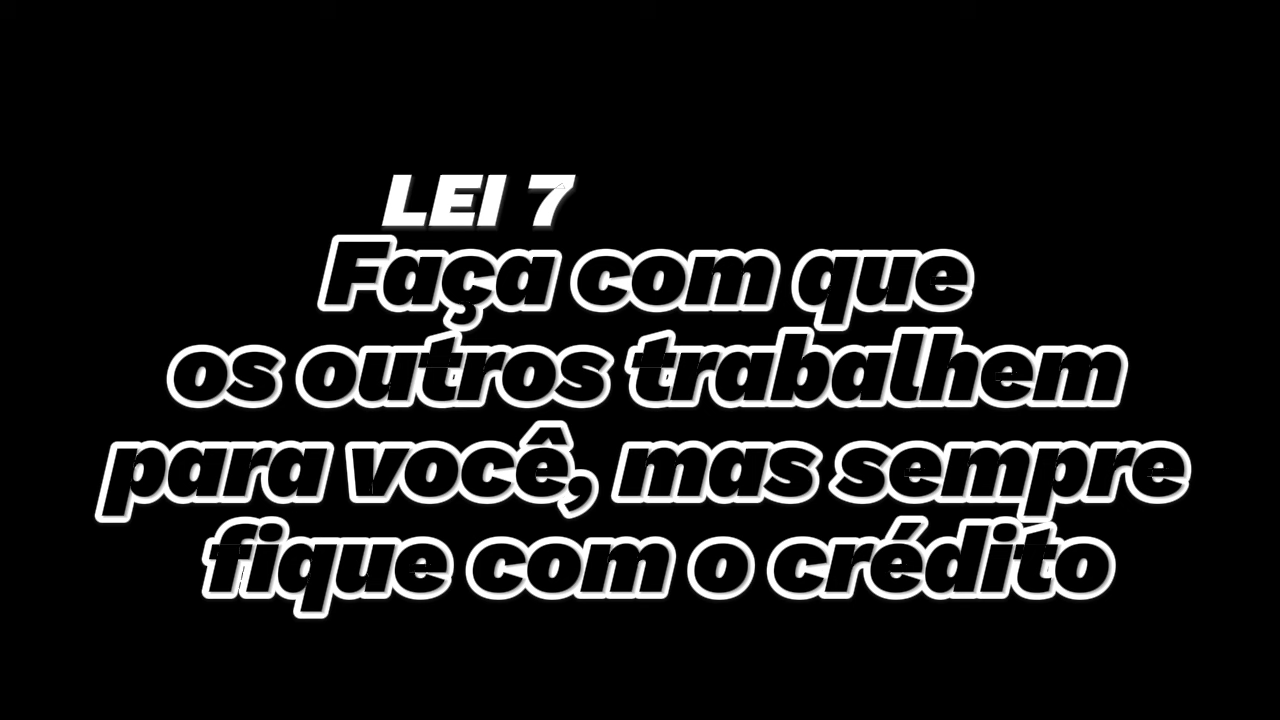 LEI 7
Faça com que
os outros trabalhem
para você, mas sempre
fique com o crédito